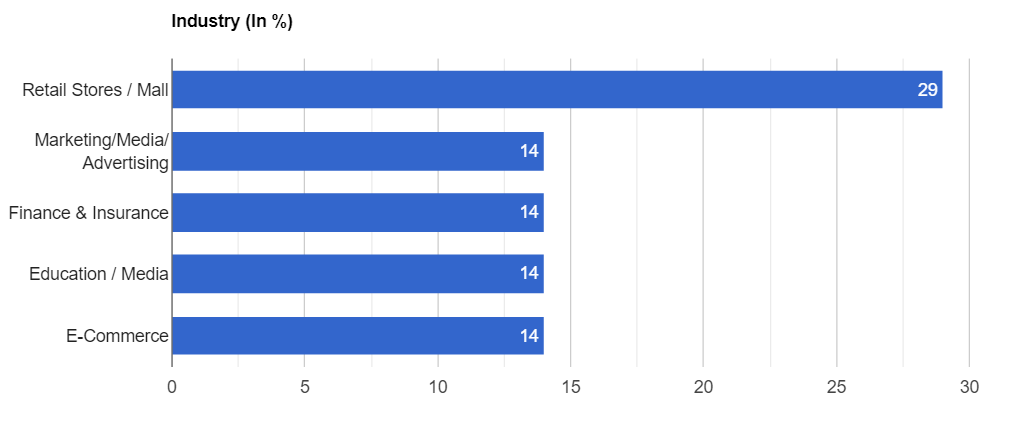 Industry (In %)
Retail Stores / Mall
29
Marketing/Media/
Advertising
14
Finance & Insurance
14
Education / Media
14
E-Commerce
14
0 5 10 15 20 25 30